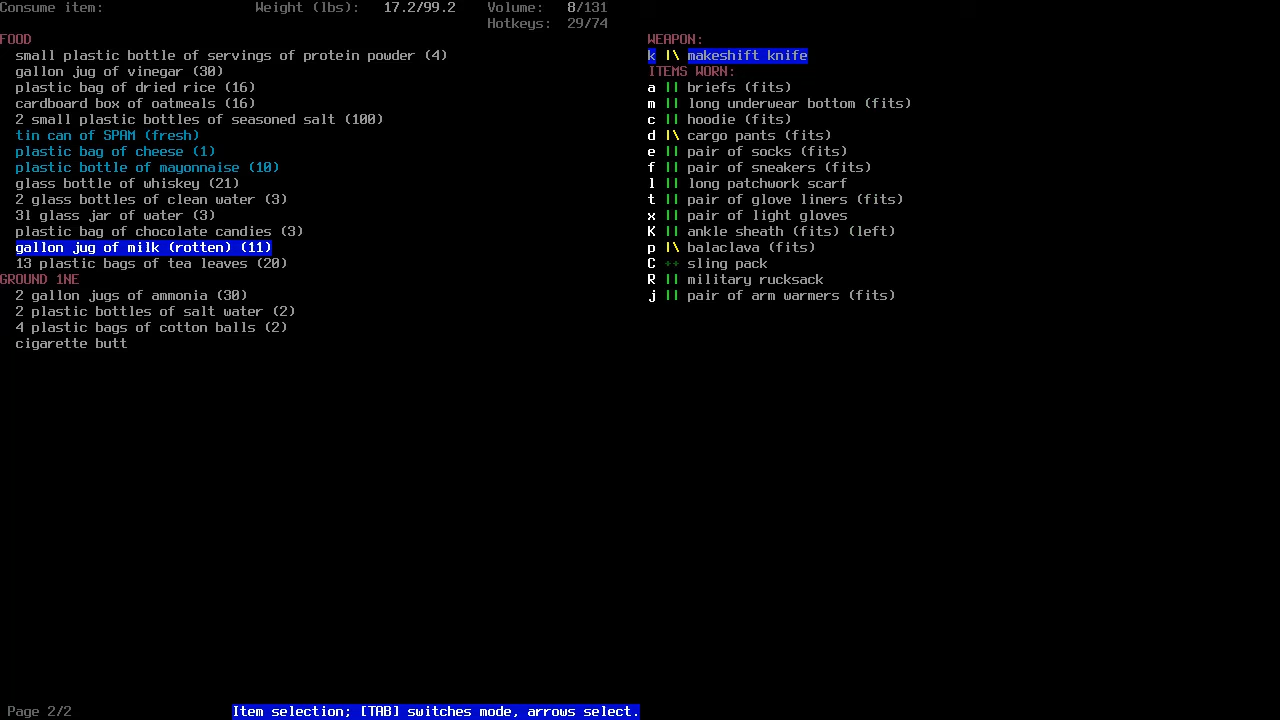 Consume item: Weight (lbs): 17.2/99.2 Volume: 8/131
Hotkeys: 29/74
FOOD
small plastic bottle of servings of protein powder (4)
gallon jug of vinegar (30)
plastic bag of dried rice (16)
cardboard box of oatmeals (16)
2 small plastic bottles of seasoned salt (100)
tin can of SPAM (fresh)
plastic bag of cheese (1)
plastic bottle of mayonnaise (10)
glass bottle of whiskey (21)
2 glass bottles of clean water (3)
3l glass jar of water (3)
plastic bag of chocolate candies (3)
gallon jug of milk (rotten) (11)
13 plastic bags of tea leaves (20)
GROUND 1NE
2 gallon jugs of ammonia (30)
2 plastic bottles of salt water (2)
4 plastic bags of cotton balls (2)
cigarette butt
WEAPON:
k |\ makeshift knife
ITEMS WORN:
a || briefs (fits)
m || long underwear bottom (fits)
c || hoodie (fits)
d |\ cargo pants (fits)
e || pair of socks (fits)
f || pair of sneakers (fits)
l || long patchwork scarf
t || pair of glove liners (fits)
x || pair of light gloves
K || ankle sheath (fits) (left)
p |\ balaclava (fits)
C ++ sling pack
R || military rucksack
j || pair of arm warmers (fits)
Page 2/2 Item selection; [TAB] switches mode, arrows select.